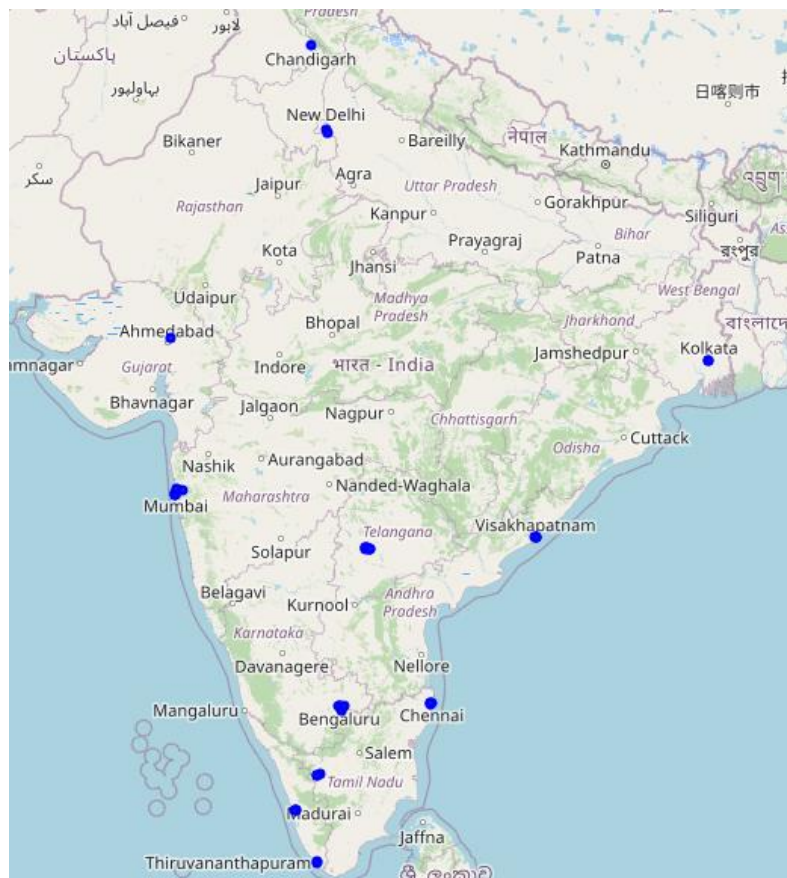 Pradesh
فیصل آباد
لاہور
پاکستان
Chandigarh
بہاولپور
日喀则市
New Delhi
Bikaner
Bareilly
नेपाल
Kathmandu
سکر
Jaipur
Agra
Uttar Pradesh
Rajasthan
Kanpur
Gorakhpur
Siliguri
Kota
Prayagraj
Bihar
রংপুর
Jhansi
Patna
Udaipur
Madhya
Pradesh
West Bengal
Ahmedabad
Bhopal
Jharkhand
Gujarat
Indore
भारत - India
Jamshedpur
Kolkata
Bhavnagar
Jalgaon
Nagpur
Chhattisgarh
Odisha
Cuttack
Nashik
Aurangabad
Nanded-Waghala
Mumbai
Maharashtra
Visakhapatnam
Telangana
Solapur
Belagavi
Kurnool
Andhra
Pradesh
Karnataka
Davanagere
Nellore
Mangaluru
Bengaluru
Chennai
Salem
Tamil Nadu
Madurai
Jaffna
Thiruvananthapuram